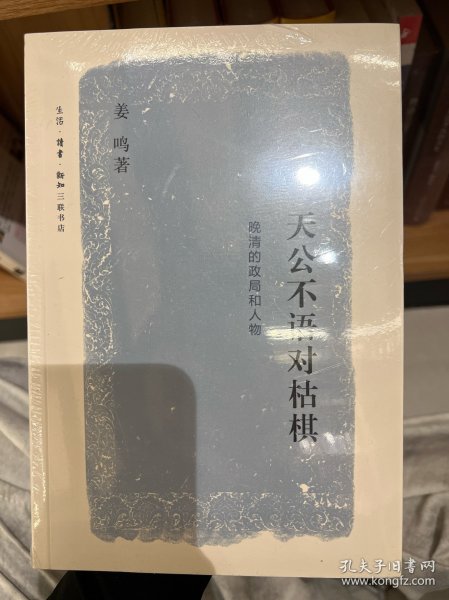 天公不语对枯棋
晚清的政局和人物
姜 鸣 著
生活·讀書·新知三联书店
孔夫子旧书网
www.kongfz.com